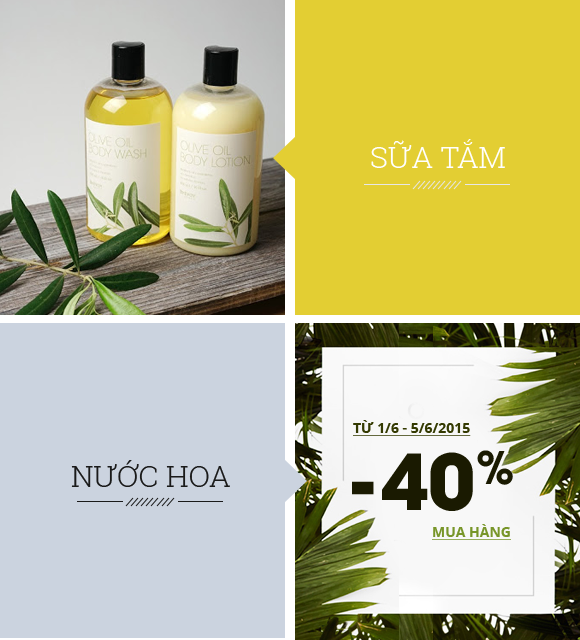 OLIVE OIL
BODY WASH
OLIVE OIL
BODY LOTION
SỮA TẮM
NƯỚC HOA
TỪ 1/6 - 5/6/2015
-40%
MUA HÀNG